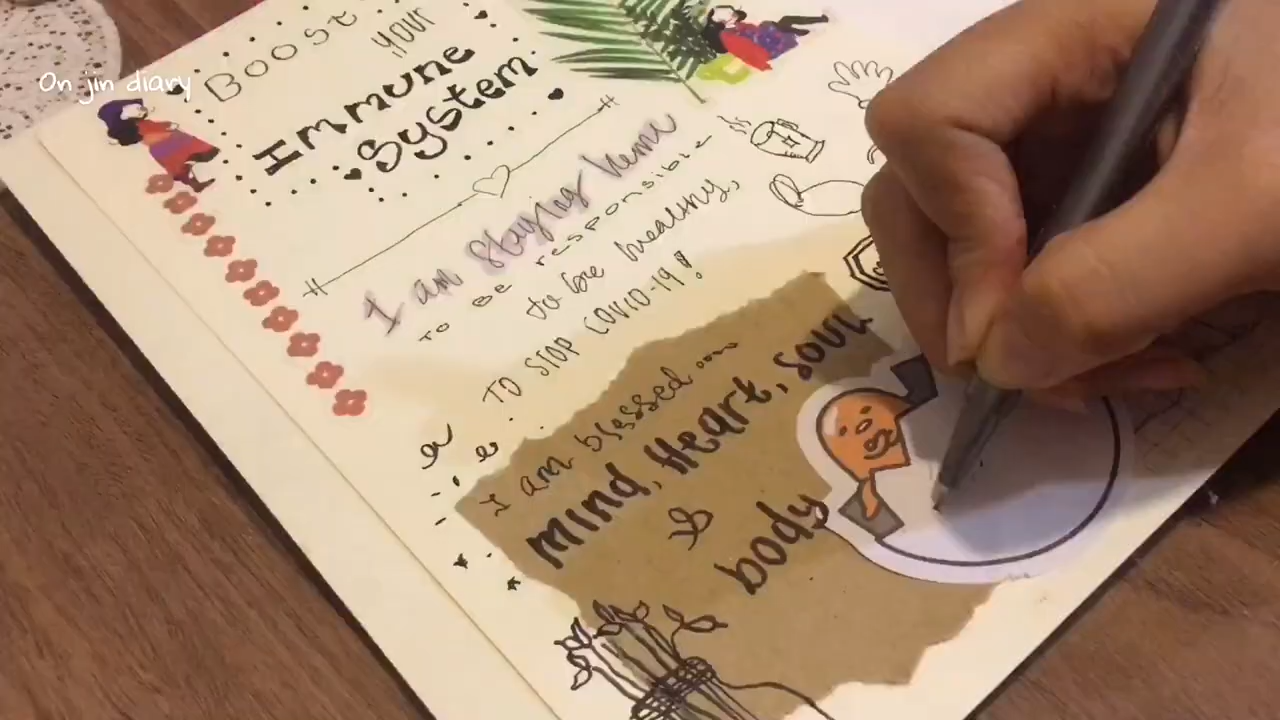 On jin diary
Boost
your
Immune
System
I am staying home
to be responsible
to be healthy,
TO STOP COVID-19!
I am blessed ....
mind, Heart, soul
&
body